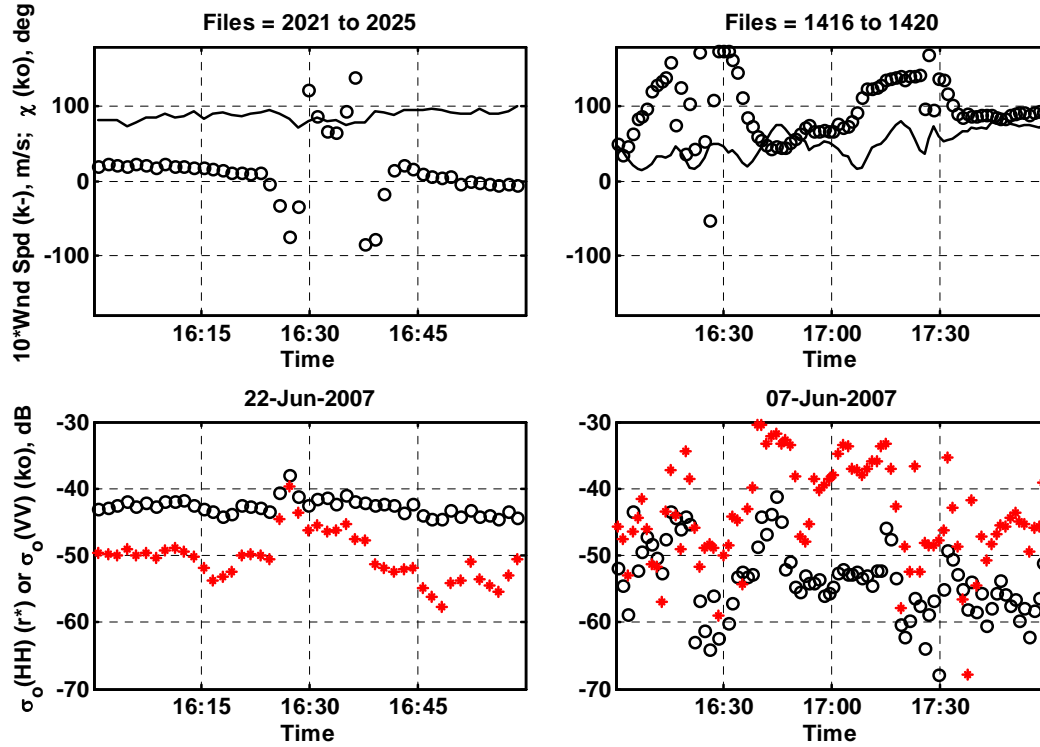 Files = 2021 to 2025
Files = 1416 to 1420
10*Wnd Spd (k-), m/s; χ (ko), deg
100
0
-100
16:15
16:30
16:45
Time
100
0
-100
16:30
17:00
17:30
Time
22-Jun-2007
07-Jun-2007
σo(HH) (r*) or σo(VV) (ko), dB
-30
-40
-50
-60
-70
16:15
16:30
16:45
Time
-30
-40
-50
-60
-70
16:30
17:00
17:30
Time